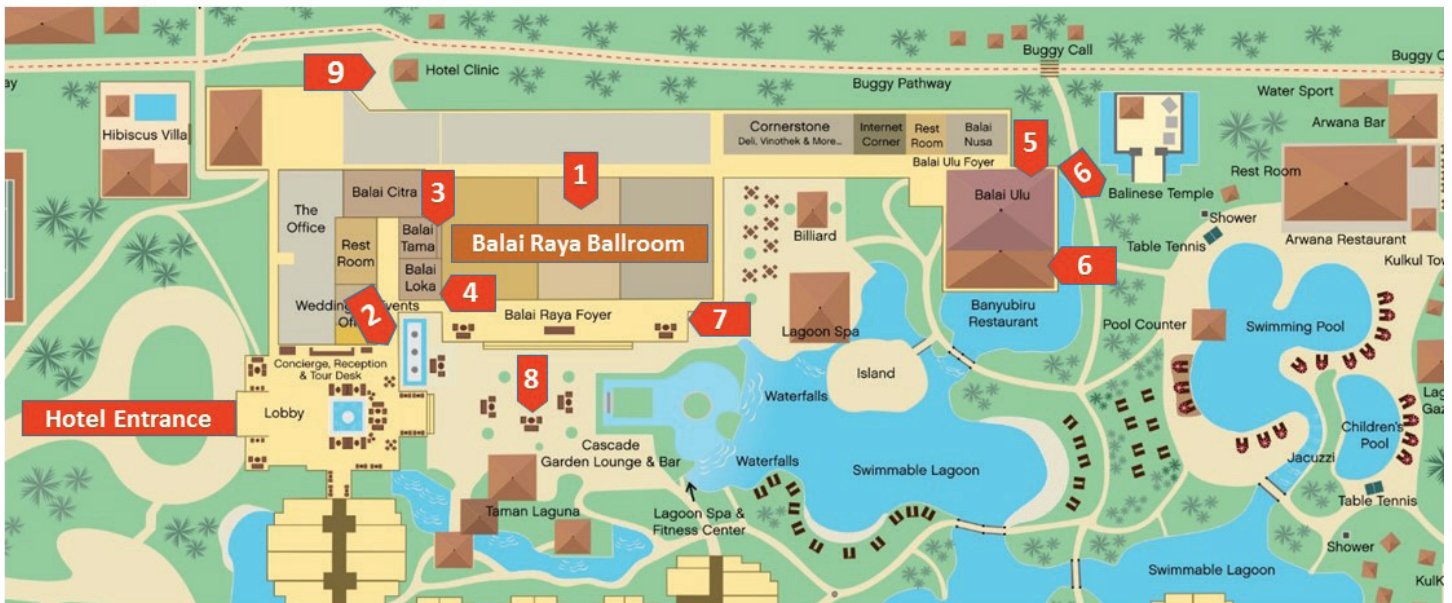 Buggy Call
9
Hotel Clinic
Buggy Pathway
Buggy C
ay
Water Sport
Hibiscus Villa
Arwana Bar
Cornerstone
Deli, Vinothek & More...
Internet
Corner
Rest
Room
Balai
Nusa
5
Balai Ulu Foyer
1
3
6
Rest Room
Balai Citra
Balai Ulu
Balinese Temple
The
Office
Balai
Tama
Shower
Rest
Room
Balai Raya Ballroom
Billiard
Table Tennis
Arwana Restaurant
Kulkul Tow
Balai
Loka
4
6
Wedding
Events
2
Balai Raya Foyer
7
Lagoon Spa
Banyubiru
Restaurant
Pool Counter
Swimming Pool
Concierge, Reception
& Tour Desk
8
Island
Hotel Entrance
Lobby
Waterfalls
Children's
Pool
Cascade
Garden Lounge & Bar
Waterfalls
Swimmable Lagoon
Jacuzzi
Table Tennis
Taman Laguna
Lagoon Spa &
Fitness Center
Shower
Swimmable Lagoon
KulK